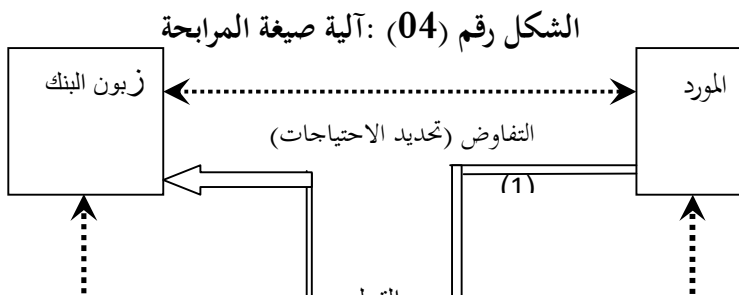 الشكل رقم (04) :آلية صيغة المرابحة
المورد
زبون البنك
التفاوض (تحديد الاحتياجات)
(1)